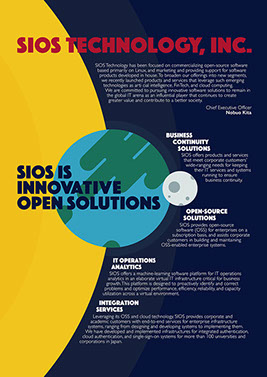 SIOS TECHNOLOGY, INC.
SIOS Technology has been focused on commercializing open-source software
based primarily on Linux, and marketing and providing support for software
products developed in house. To broaden our offerings into new segments,
we recently launched products and services that leverage such emerging
technologies as arti cial intelligence, FinTech, and cloud computing.
We are committed to pursuing innovative software solutions to remain in
the global IT arena as an influential player that continues to create
greater value and contribute to a better society.
Chief Executive Officer
Nobuo Kita
BUSINESS
CONTINUITY
SOLUTIONS
SIOS offers products and services
that meet corporate customers'
wide-ranging needs for keeping
their IT services and systems
running to ensure
business continuity.
SIOS IS
INNOVATIVE
OPEN SOLUTIONS
OPEN-SOURCE
SOLUTIONS
SIOS provides open-source
software (OSS) for enterprises on a
subscription basis, and assists corporate
customers in building and maintaining
OSS-enabled enterprise systems.
IT OPERATIONS
ANALYTICS
SIOS offers a machine-learning software platform for IT operations
analytics in an elaborate virtual IT infrastructure critical for business
growth. This platform is designed to proactively identify and correct
problems and optimize performance, efficiency, reliability, and capacity
utilization across a virtual environment.
INTEGRATION
SERVICES
Leveraging its OSS and cloud technology, SIOS provides corporate and
academic customers with end-to-end services for enterprise infrastructure
systems, ranging from designing and developing systems to implementing them.
We have developed and implemented infrastructures for integrated authentication,
cloud authentication, and single-sign-on systems for more than 100 universities and
corporations in Japan.